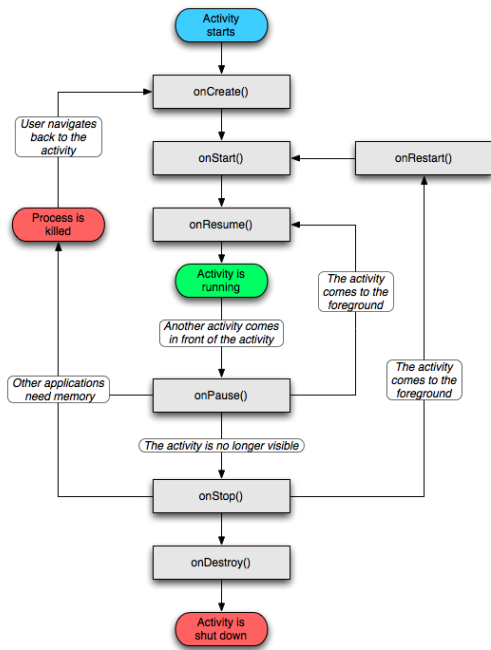 Activity
starts
onCreate()
User navigates
back to the
activity
onStart()
onRestart()
Process is
killed
onResume()
Activity is
running
The activity
comes to the
foreground
Another activity comes
in front of the activity
The activity
comes to the
foreground
Other applications
need memory
onPause()
The activity is no longer visible
onStop()
onDestroy()
Activity is
shut down